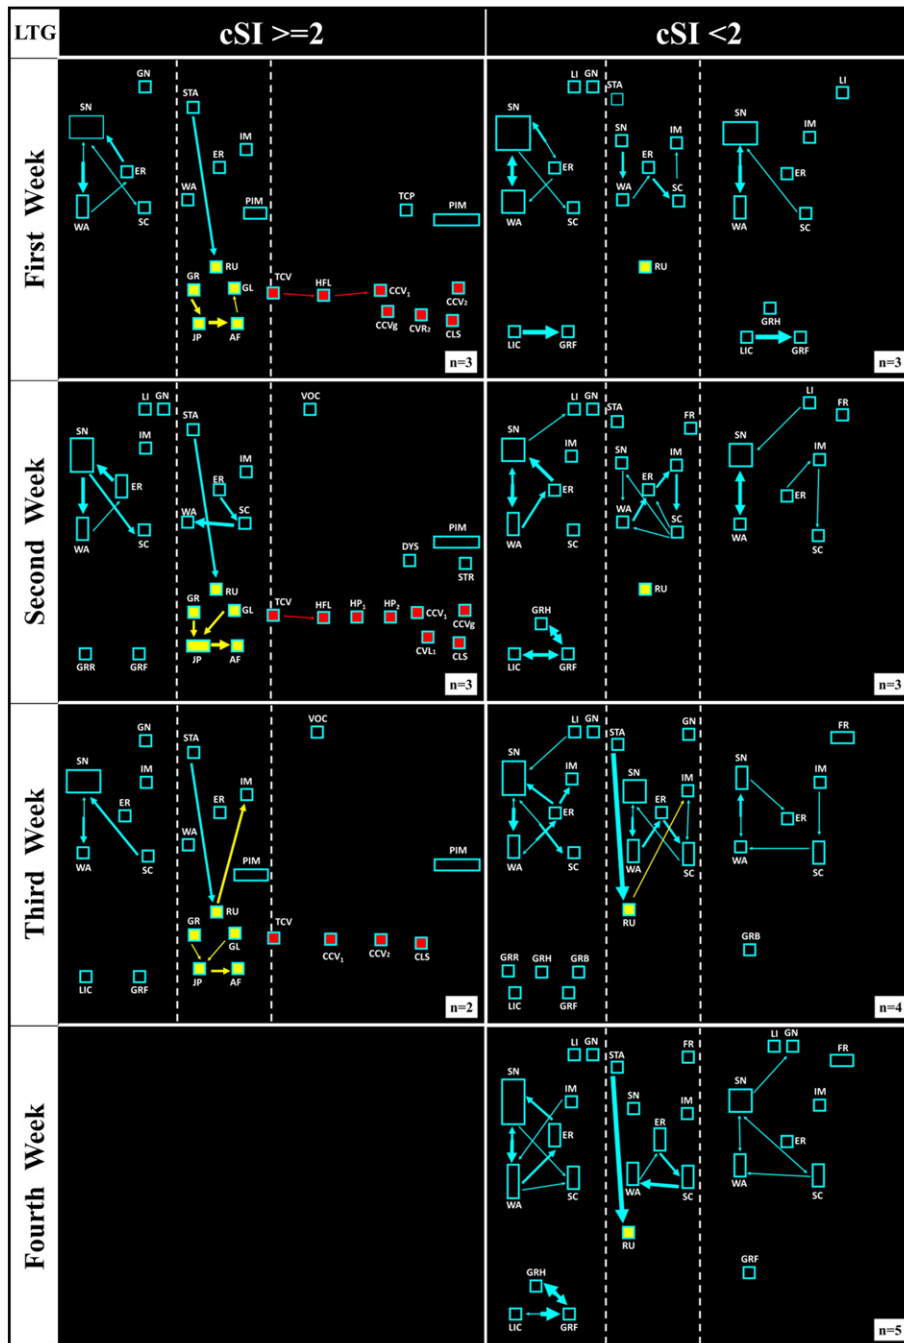 LTG cSI >=2 cSI <2
First Week
GN
SN
STA
IM
ER
ER
WA
WA
SC
PIM
TCP
PIM
RU
GR
GL
TCV
HFL
CCV1
CCV2
JP
AF
CCVg
CVR2
CLS
n=3
LI GN
STA
SN
SN
IM
ER
ER
WA
WA
SC
SC
RU
LIC
GRF
LI
SN
IM
ER
WA
SC
GRH
LIC
GRF
n=3
Second Week
LI GN
STA
VOC
SN
IM
IM
ER
ER
WA
WA
SC
SC
PIM
DYS
STR
RU
GR
GL
TCV
HFL
HP1
HP2
CCV1
CCVg
GRR
GRF
JP
AF
CVL1
CLS
n=3
LI GN
STA
FR
SN
SN
IM
IM
ER
ER
WA
WA
SC
SC
RU
GRH
LIC
GRF
LI
FR
SN
IM
ER
WA
SC
n=3
Third Week
GN
STA
VOC
SN
IM
IM
ER
ER
WA
WA
SC
PIM
PIM
RU
GR
GL
TCV
CCV1
CCV2
CLS
LIC
GRF
JP
AF
n=2
LI GN
STA
GN
SN
SN
IM
IM
ER
ER
WA
WA
SC
SC
RU
GRR
GRH
GRB
LIC
GRF
FR
SN
IM
ER
WA
SC
GRB
n=4
Fourth Week
LI GN
STA
FR
SN
SN
IM
IM
ER
ER
WA
WA
SC
SC
RU
GRH
LIC
GRF
LI GN
FR
SN
IM
ER
WA
SC
GRF
n=5